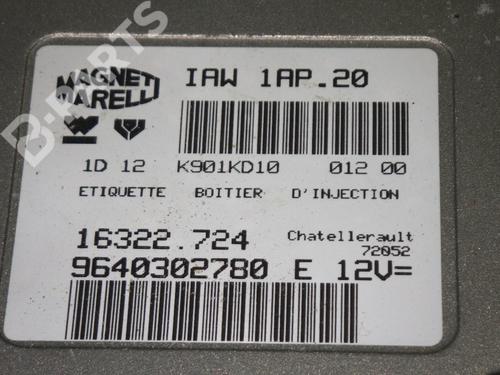 MAGNETI MARELLI
IAW 1AP.20
1D 12 K901KD10 012 00
ETIQUETTE BOITIER D'INJECTION
16322.724 Chatellerault
72052
9640302780 E 12V=
B-PARTS